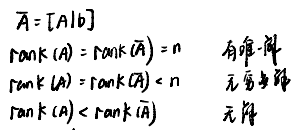 Ā = [A|b]
rank(A) = rank(Ā) = n 有唯一解
rank(A) = rank(Ā) < n 无穷多解
rank(A) < rank(Ā) 无解